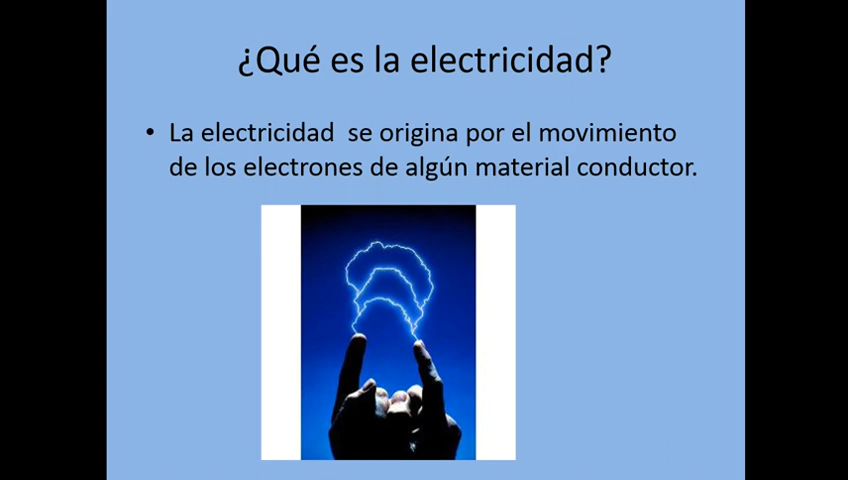 ¿Qué es la electricidad?
• La electricidad  se origina por el movimiento
de los electrones de algún material conductor.